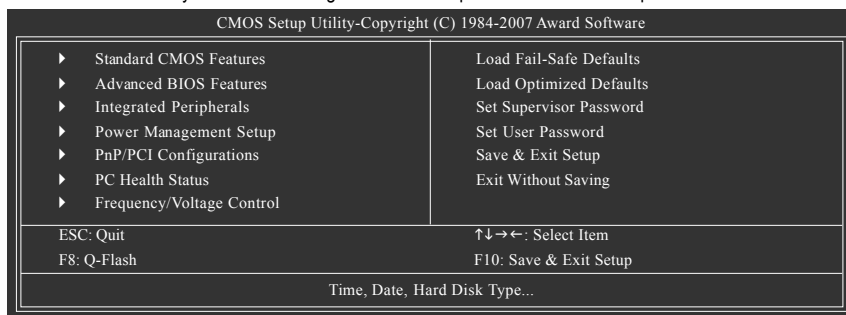 CMOS Setup Utility-Copyright (C) 1984-2007 Award Software
Standard CMOS Features
Advanced BIOS Features
Integrated Peripherals
Power Management Setup
PnP/PCI Configurations
PC Health Status
Frequency/Voltage Control
Load Fail-Safe Defaults
Load Optimized Defaults
Set Supervisor Password
Set User Password
Save & Exit Setup
Exit Without Saving
ESC: Quit
↑↓→←: Select Item
F8: Q-Flash
F10: Save & Exit Setup
Time, Date, Hard Disk Type...